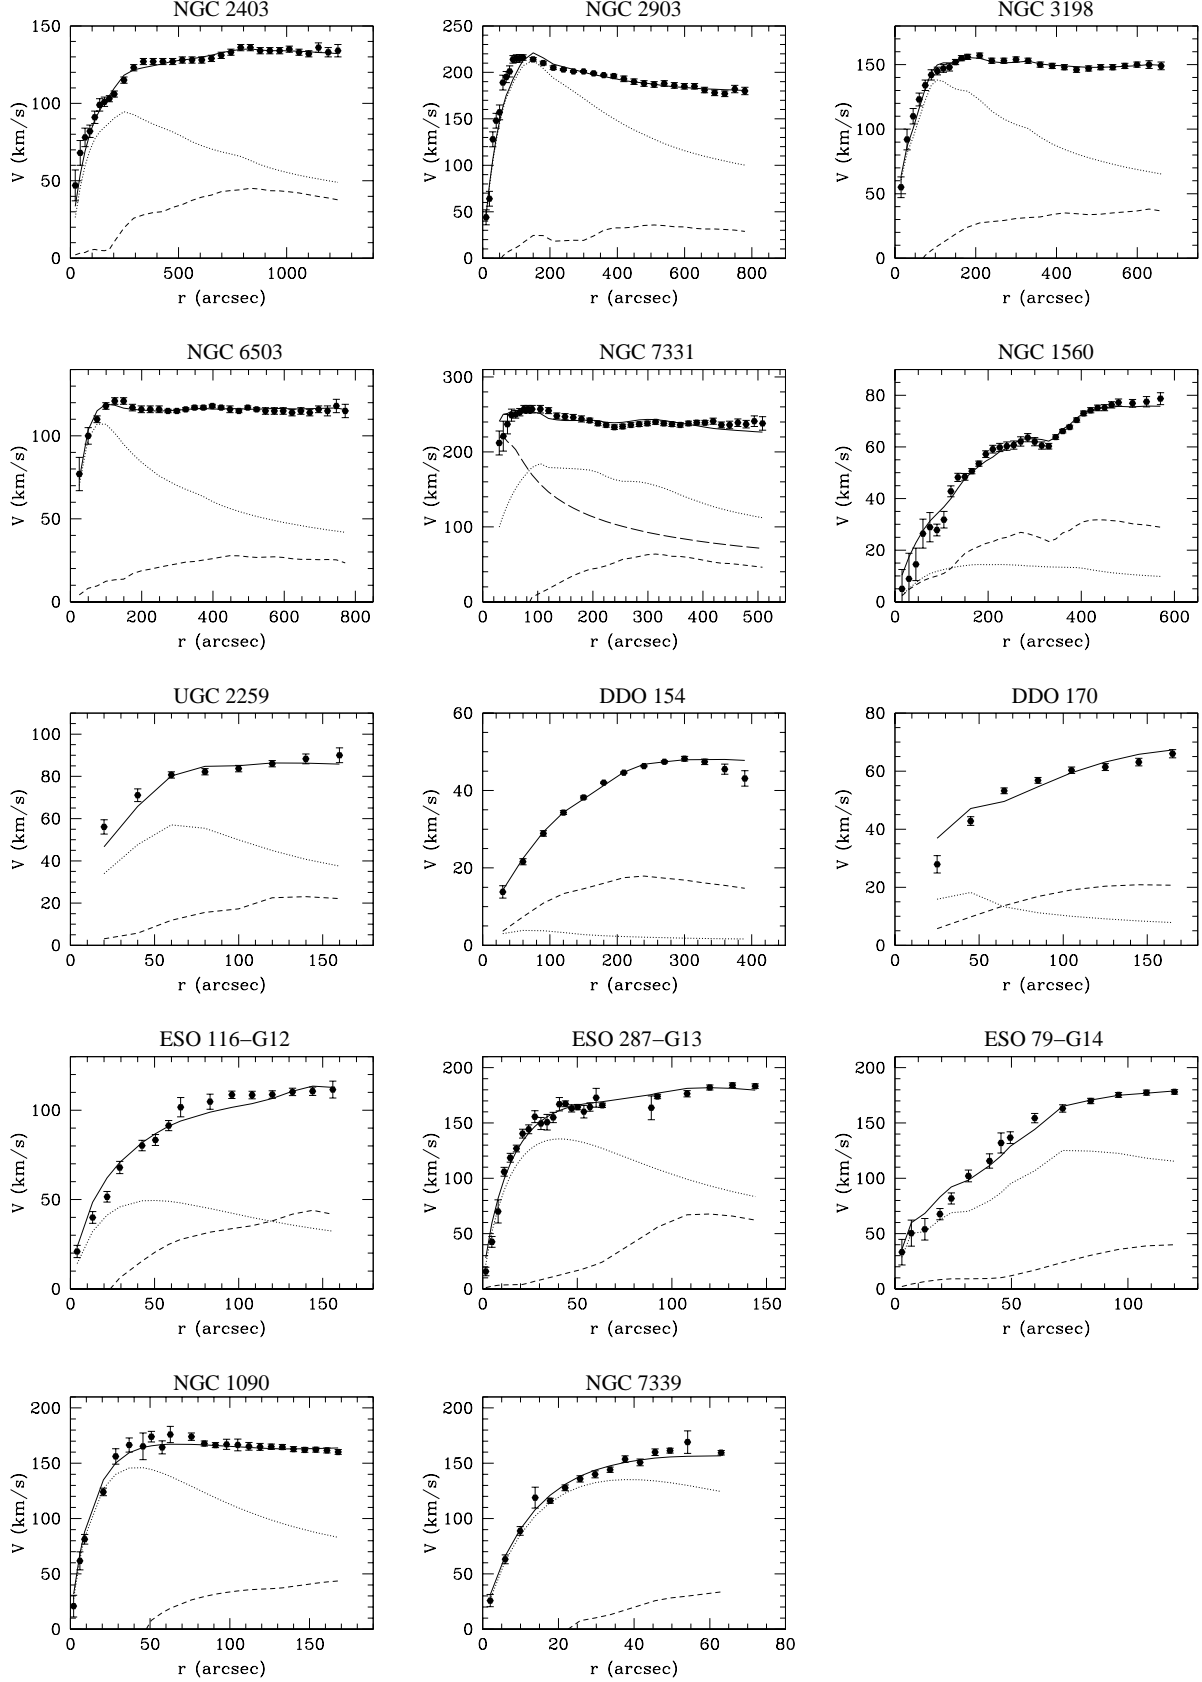 NGC 2403 NGC 2903 NGC 3198
150 250 200
100 150 100
50 50
0 0 0
V (km/s) V (km/s) V (km/s)
0 500 1000 0 200 400 600 800 0 200 400 600
r (arcsec) r (arcsec) r (arcsec)
NGC 6503 NGC 7331 NGC 1560
100 50 0 300 200 100 0 80 60 40 20 0
V (km/s) V (km/s) V (km/s)
0 200 400 600 800 0 100 200 300 400 500 0 200 400 600
r (arcsec) r (arcsec) r (arcsec)
UGC 2259 DDO 154 DDO 170
100 80 60 40 20 0 60 40 20 0 80 60 40 20 0
V (km/s) V (km/s) V (km/s)
0 50 100 150 0 100 200 300 400 0 50 100 150
r (arcsec) r (arcsec) r (arcsec)
ESO 116−G12 ESO 287−G13 ESO 79−G14
100 50 0 200 150 100 50 0 200 150 100 50 0
V (km/s) V (km/s) V (km/s)
0 50 100 150 0 50 100 150 0 50 100
r (arcsec) r (arcsec) r (arcsec)
NGC 1090 NGC 7339
200 150 100 50 0 200 150 100 50 0
V (km/s) V (km/s)
0 50 100 150 0 20 40 60 80
r (arcsec) r (arcsec)